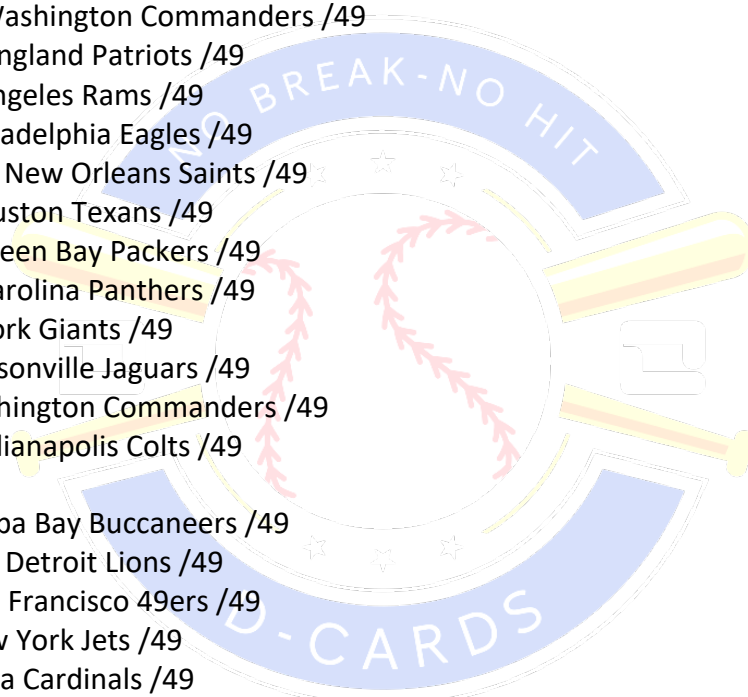 Washington Commanders /49
ngland Patriots /49
ngeles Rams /49
adelphia Eagles /49
New Orleans Saints /49
uston Texans /49
een Bay Packers /49
arolina Panthers /49
ork Giants /49
sonville Jaguars /49
hington Commanders /49
dianapolis Colts /49
pa Bay Buccaneers /49
Detroit Lions /49
Francisco 49ers /49
w York Jets /49
a Cardinals /49
NO BREAK-NO HIT
D-CARDS